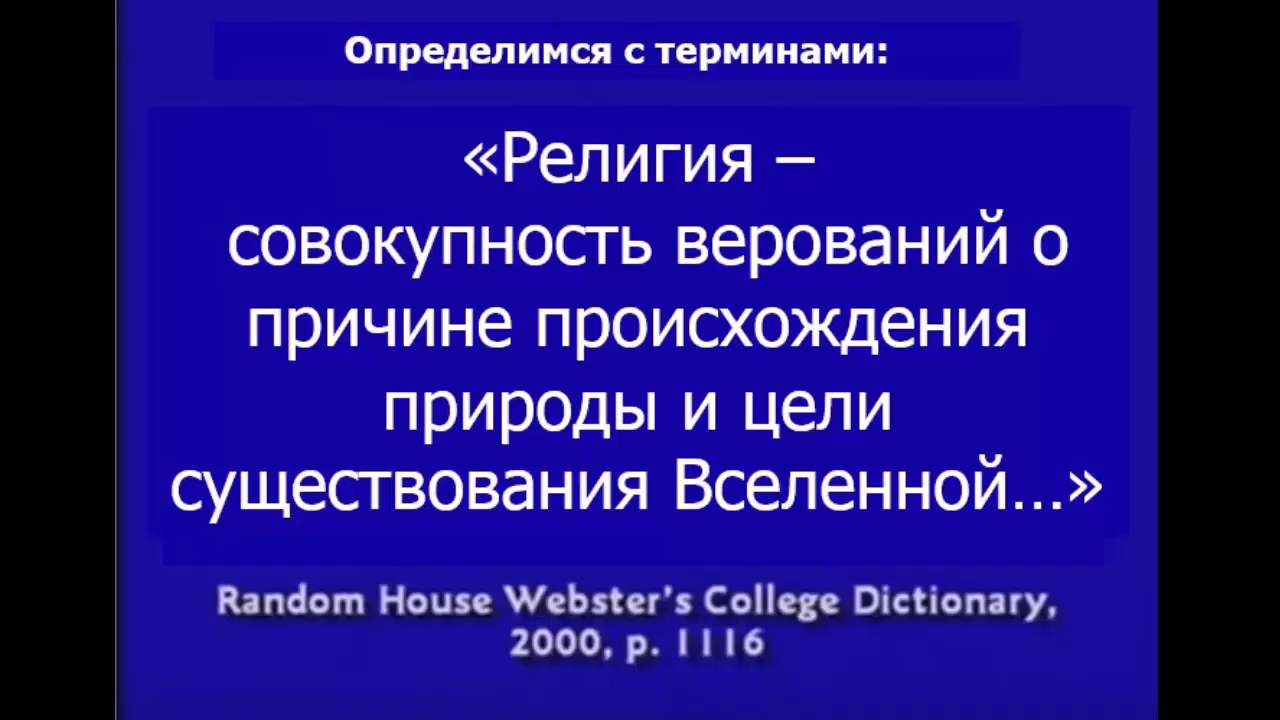 Определимся с терминами:
«Религия –
совокупность верований о
причине происхождения
природы и цели
существования Вселенной...»
Random House Webster's College Dictionary,
2000, p. 1116